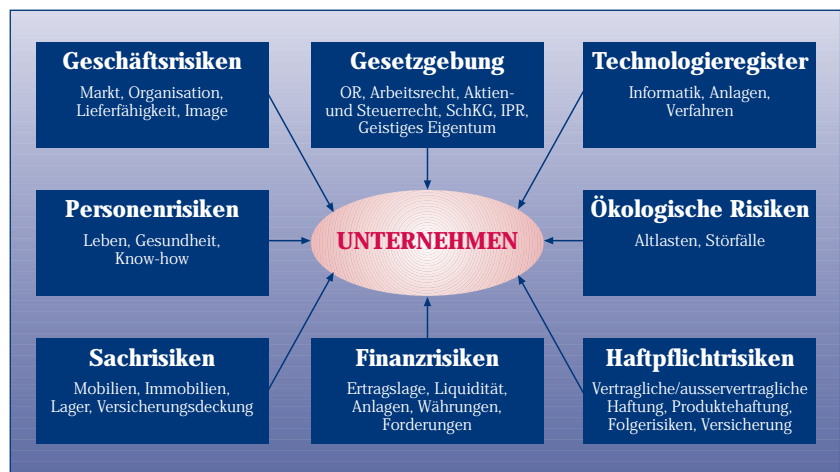 Geschäftsrisiken
Markt, Organisation,
Lieferfähigkeit, Image
Gesetzgebung
OR, Arbeitsrecht, Aktien-
und Steuerrecht, SchKG, IPR,
Geistiges Eigentum
Technologieregister
Informatik, Anlagen,
Verfahren
Personenrisiken
Leben, Gesundheit,
Know-how
UNTERNEHMEN
Ökologische Risiken
Altlasten, Störfälle
Sachrisiken
Mobilien, Immobilien,
Lager, Versicherungsdeckung
Finanzrisiken
Ertragslage, Liquidität,
Anlagen, Währungen,
Forderungen
Haftpflichtrisiken
Vertragliche/ausservertragliche
Haftung, Produktehaftung,
Folgerisiken, Versicherung